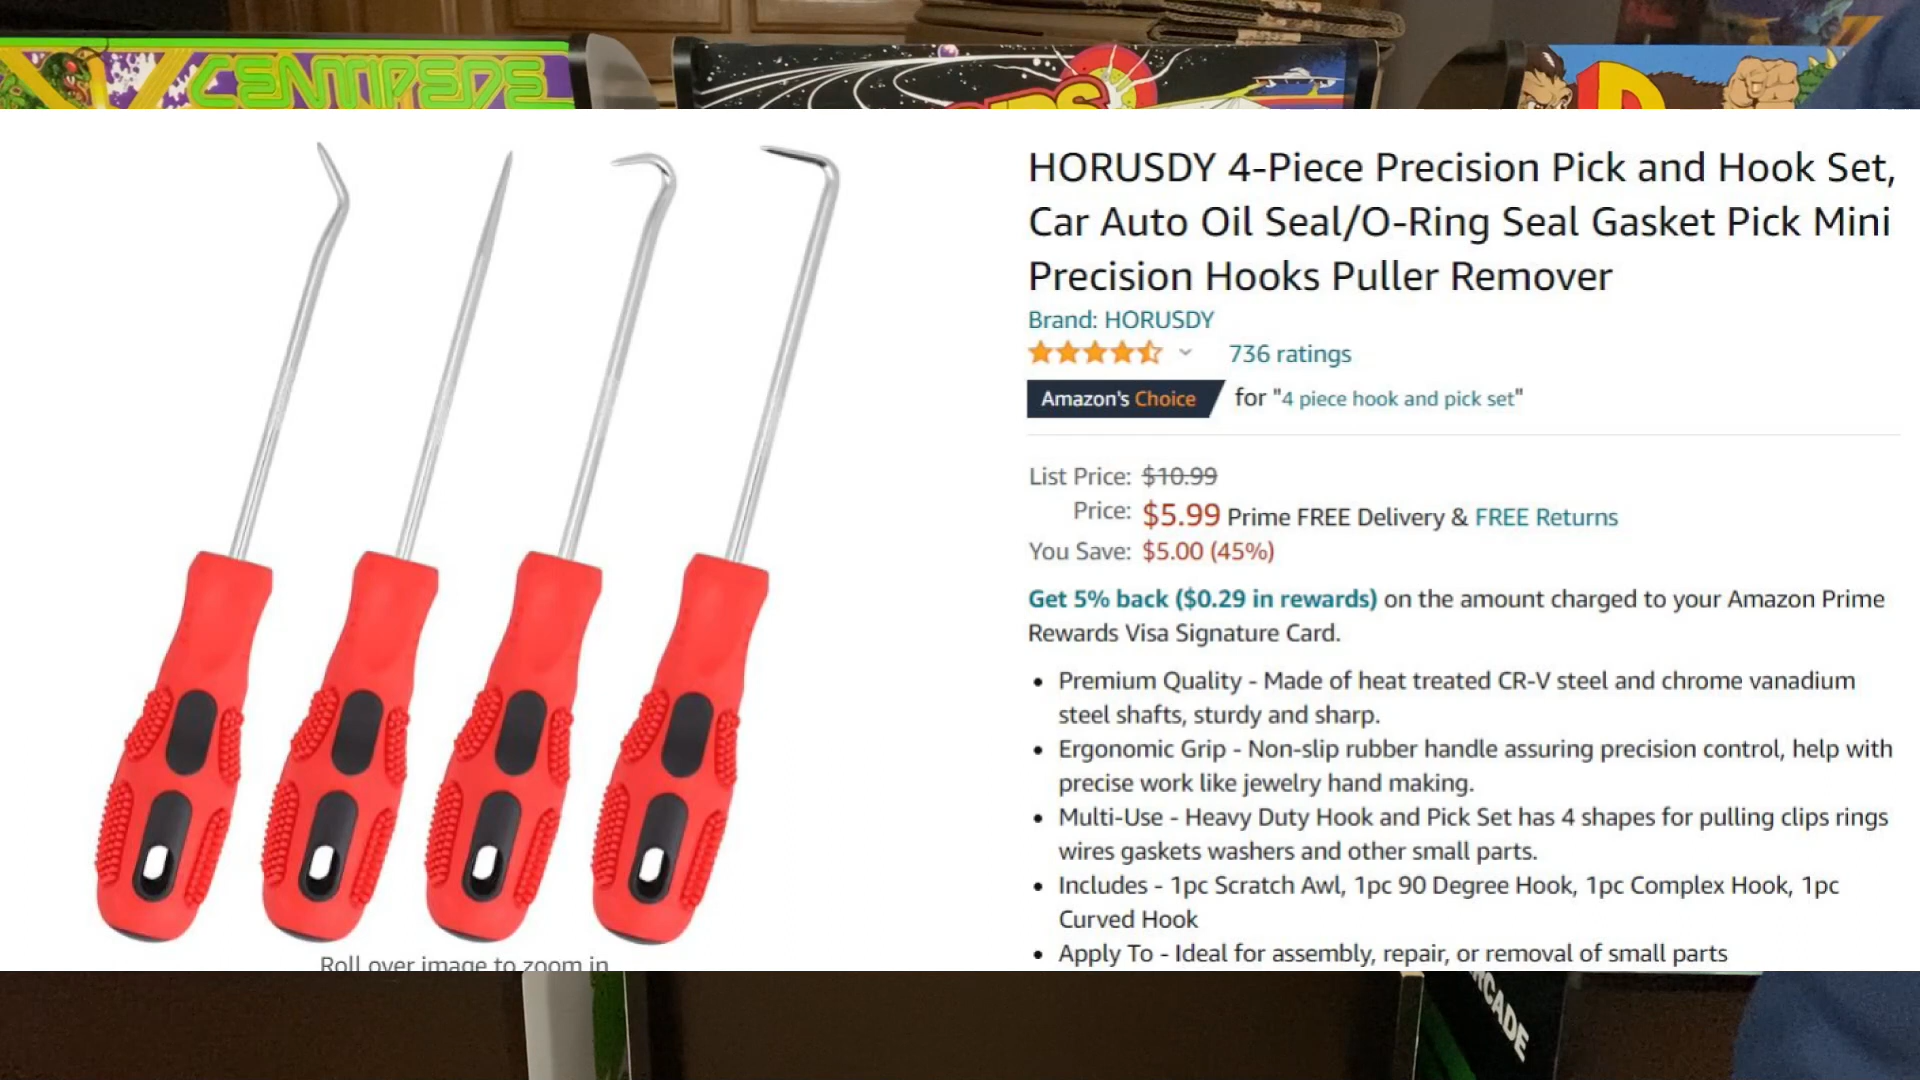 CENTIPEDE
HORUSDY 4-Piece Precision Pick and Hook Set,
Car Auto Oil Seal/O-Ring Seal Gasket Pick Mini
Precision Hooks Puller Remover
Brand: HORUSDY
736 ratings
Amazon's Choice for "4 piece hook and pick set"
List Price: $10.99
Price: $5.99 Prime FREE Delivery & FREE Returns
You Save: $5.00 (45%)
Get 5% back ($0.29 in rewards) on the amount charged to your Amazon Prime
Rewards Visa Signature Card.
• Premium Quality - Made of heat treated CR-V steel and chrome vanadium
steel shafts, sturdy and sharp.
• Ergonomic Grip - Non-slip rubber handle assuring precision control, help with
precise work like jewelry hand making.
• Multi-Use - Heavy Duty Hook and Pick Set has 4 shapes for pulling clips rings
wires gaskets washers and other small parts.
• Includes - 1pc Scratch Awl, 1pc 90 Degree Hook, 1pc Complex Hook, 1pc
Curved Hook
• Apply To - Ideal for assembly, repair, or removal of small parts
Roll over image to zoom in